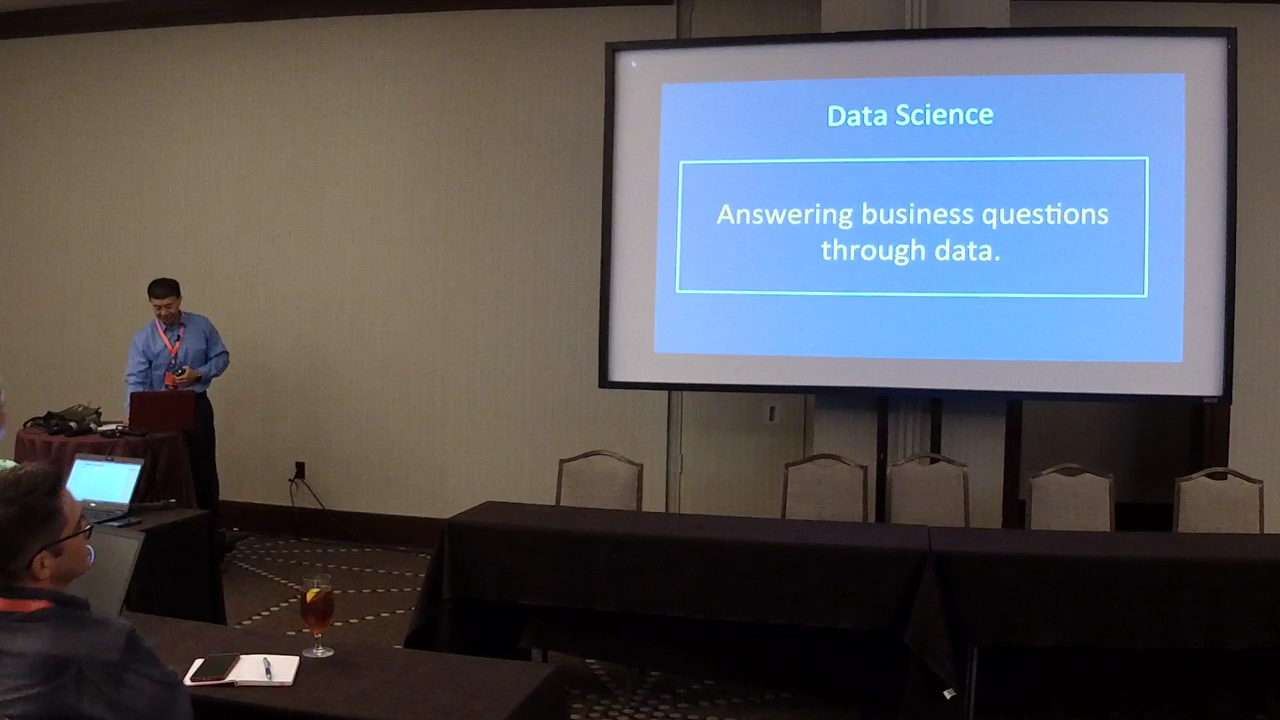 Data Science
Answering business questions
through data.